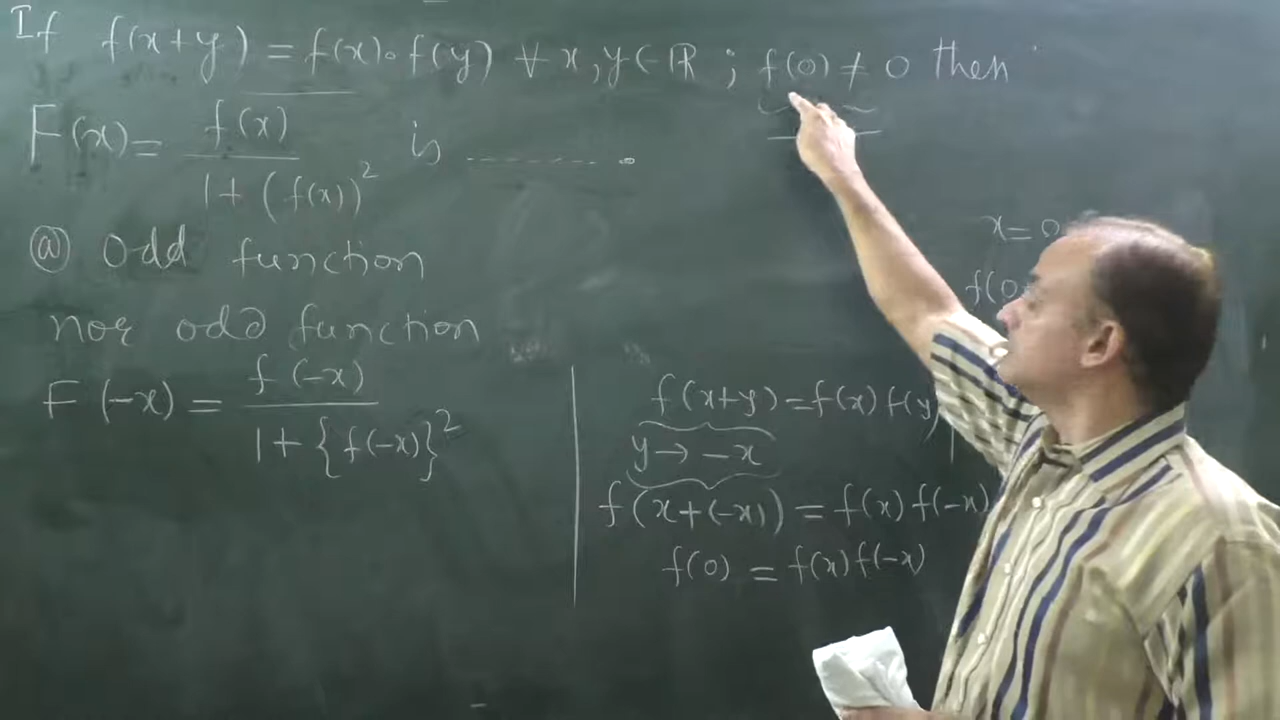 If f(x+y) = f(x). f(y) ∀ x, y ∈ R ; f(0) ≠ 0 then
F(x) = f(x) / 1 + (f(x))² is ------- .
ⓐ odd function
nor odd function
F(-x) = f(-x) / 1 + {f(-x)}²
x = 0
f(0
f(x+y) = f(x) f(y)
y → -x
f(x+(-x)) = f(x) f(-x)
f(0) = f(x) f(-x)